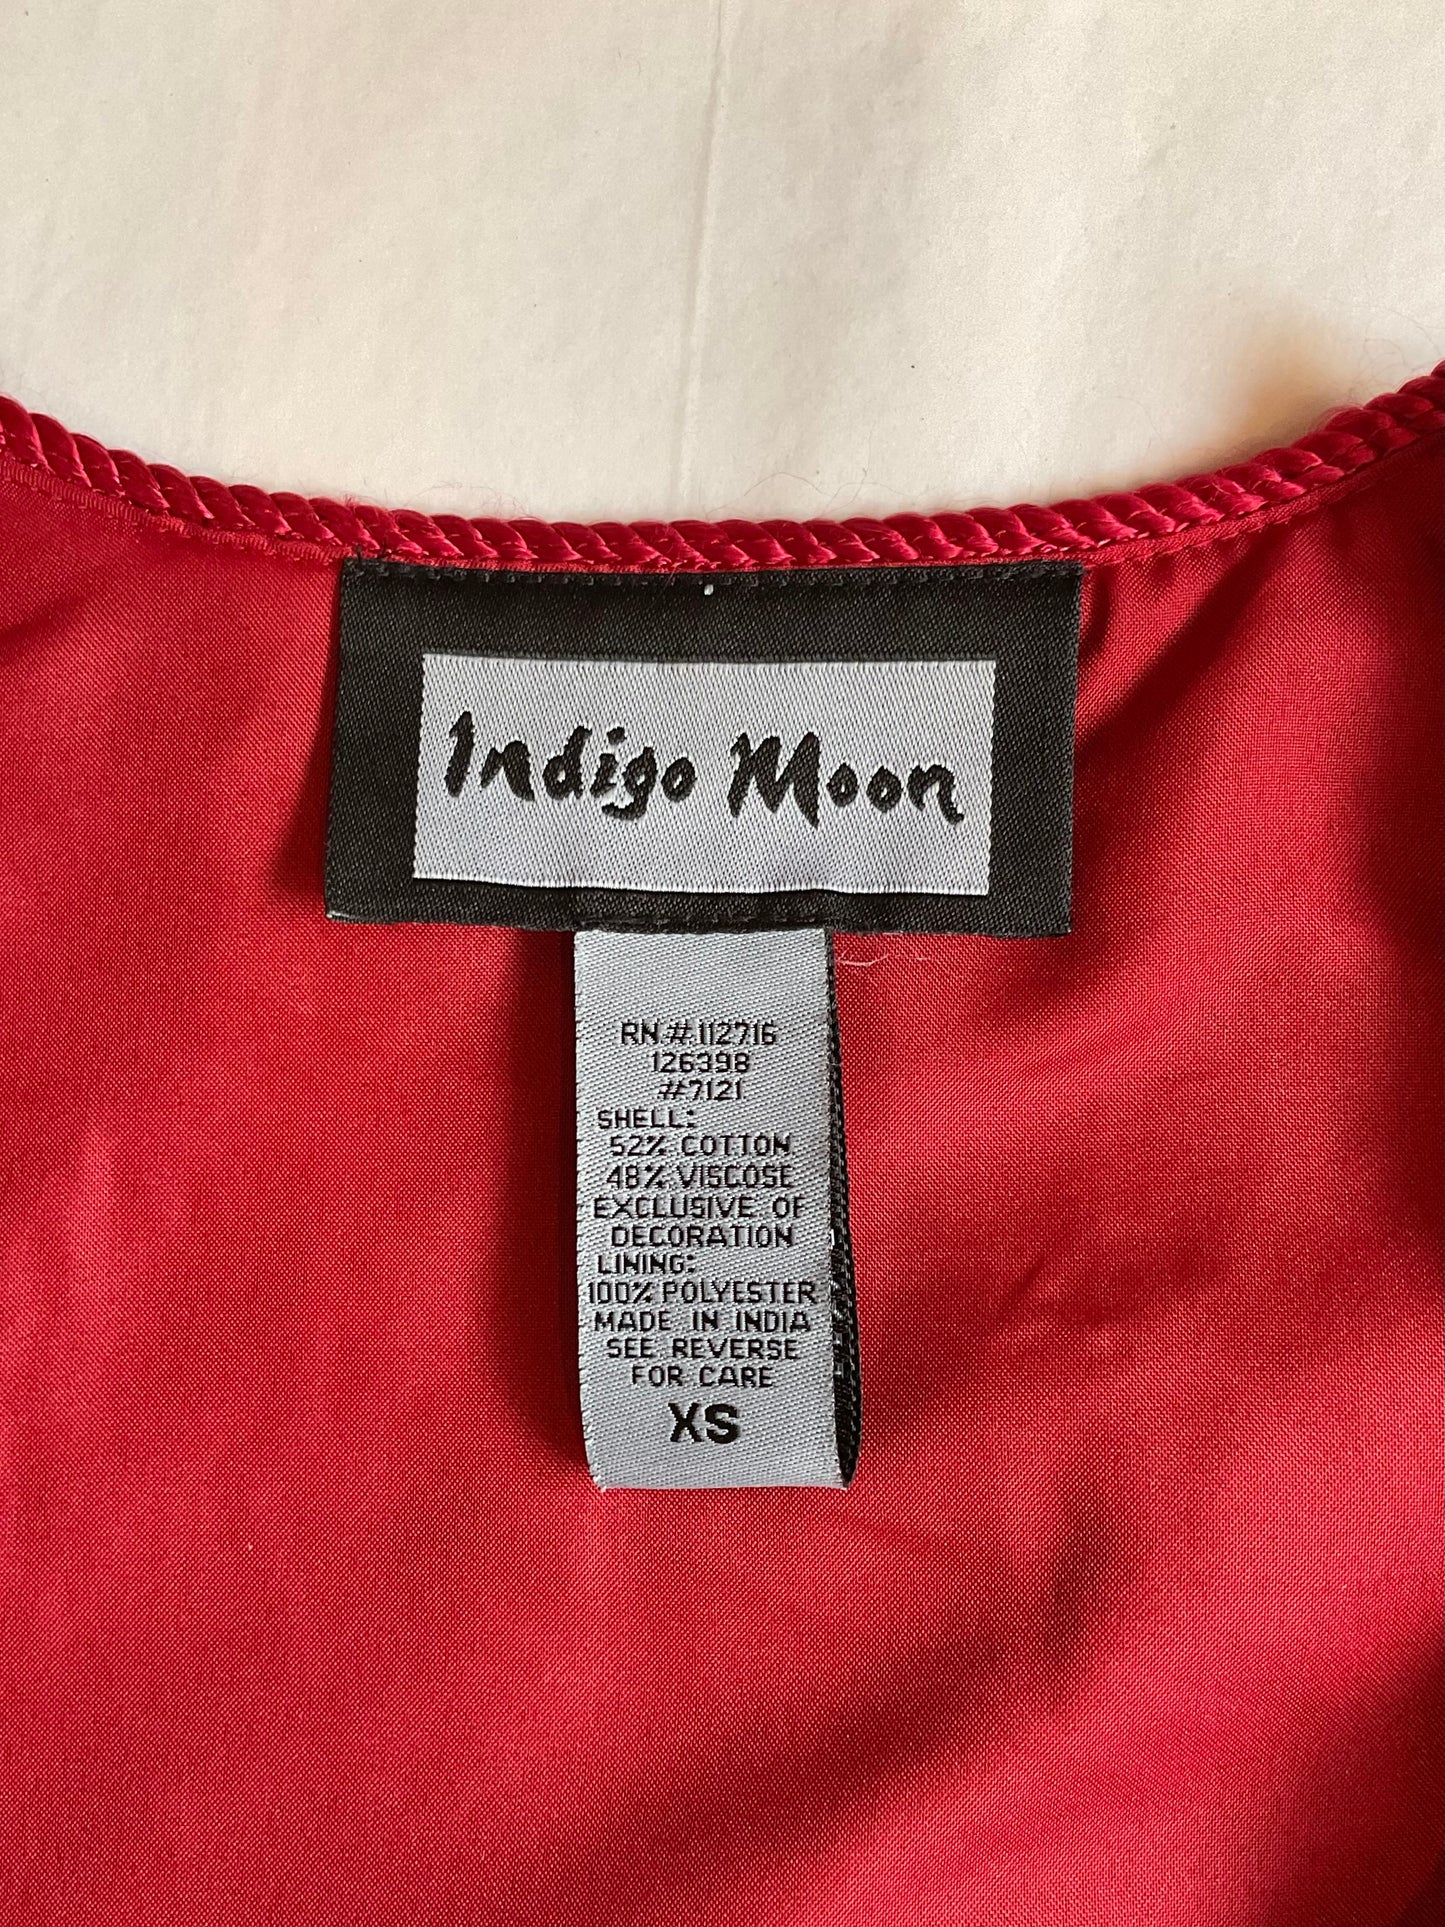 Indigo Moon
RN # 112716
126398
#7121
SHELL:
52% COTTON
48% VISCOSE
EXCLUSIVE OF
DECORATION
LINING:
100% POLYESTER
MADE IN INDIA
SEE REVERSE
FOR CARE
XS